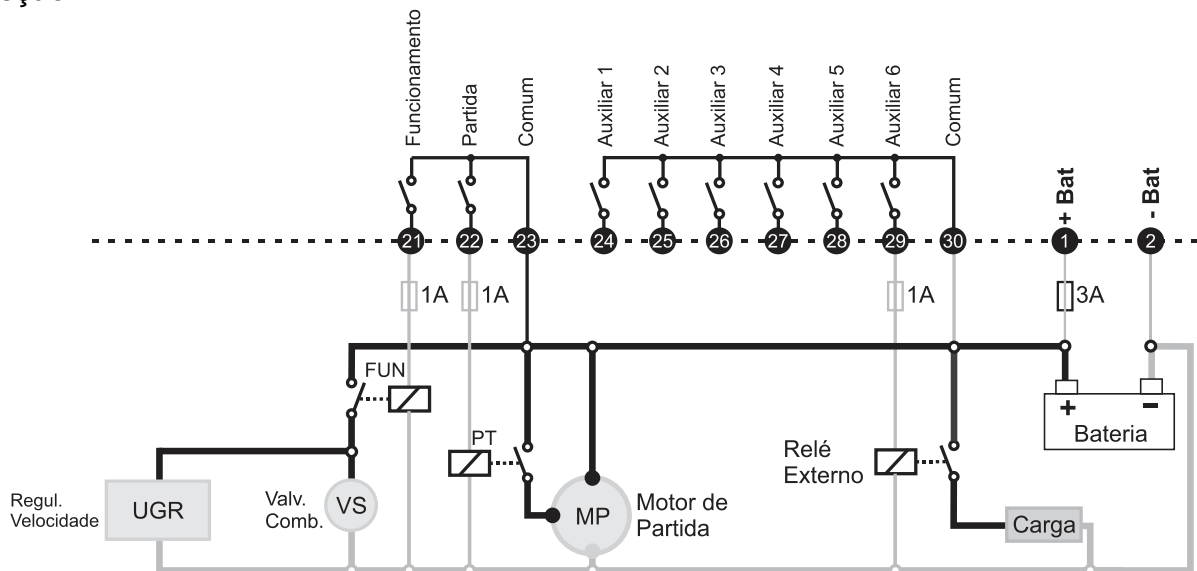 Funcionamento
Partida
Comum
Auxiliar 1
Auxiliar 2
Auxiliar 3
Auxiliar 4
Auxiliar 5
Auxiliar 6
Comum
+ Bat
- Bat
21
22
23
24
25
26
27
28
29
30
1
2
1A
1A
1A
3A
FUN
PT
Relé
Externo
+
−
Bateria
Regul.
Velocidade
UGR
Valv.
Comb.
VS
MP
Motor de
Partida
Carga